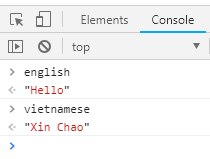 Elements Console
top
> english
< "Hello"
> vietnamese
< "Xin Chao"
>